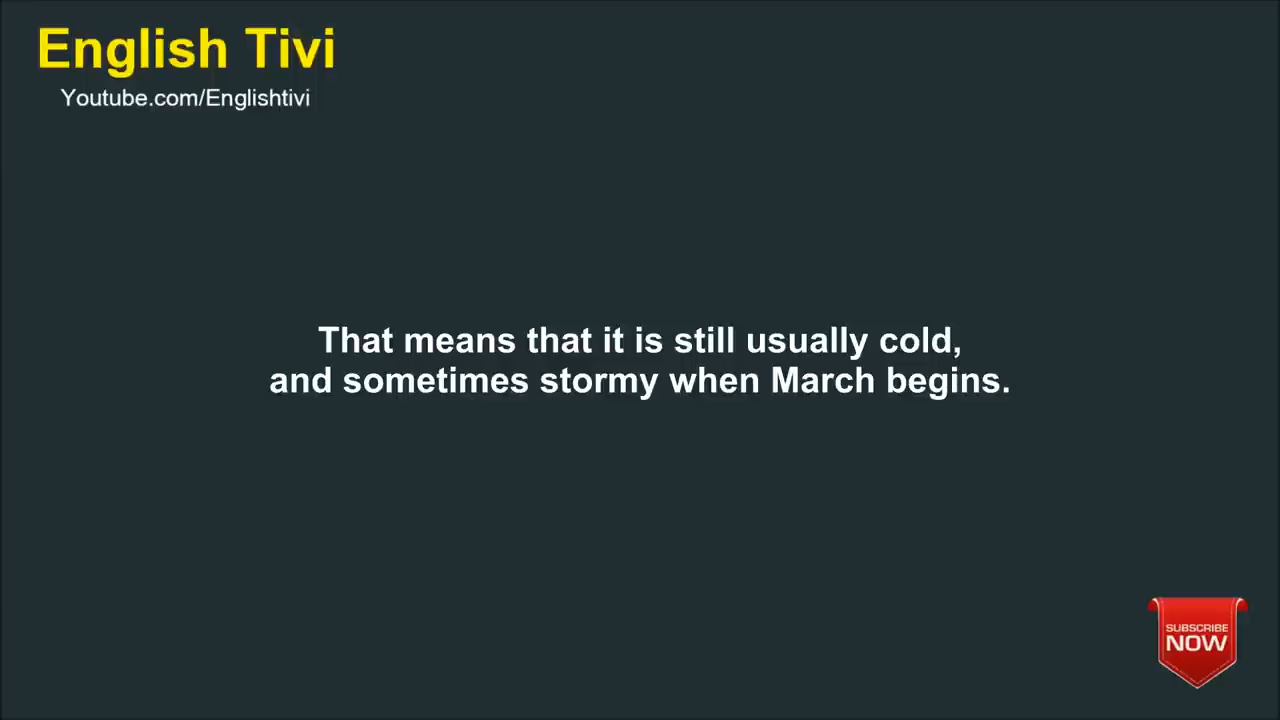 English Tivi
Youtube.com/Englishtivi
That means that it is still usually cold,
and sometimes stormy when March begins.
SUBSCRIBE
NOW